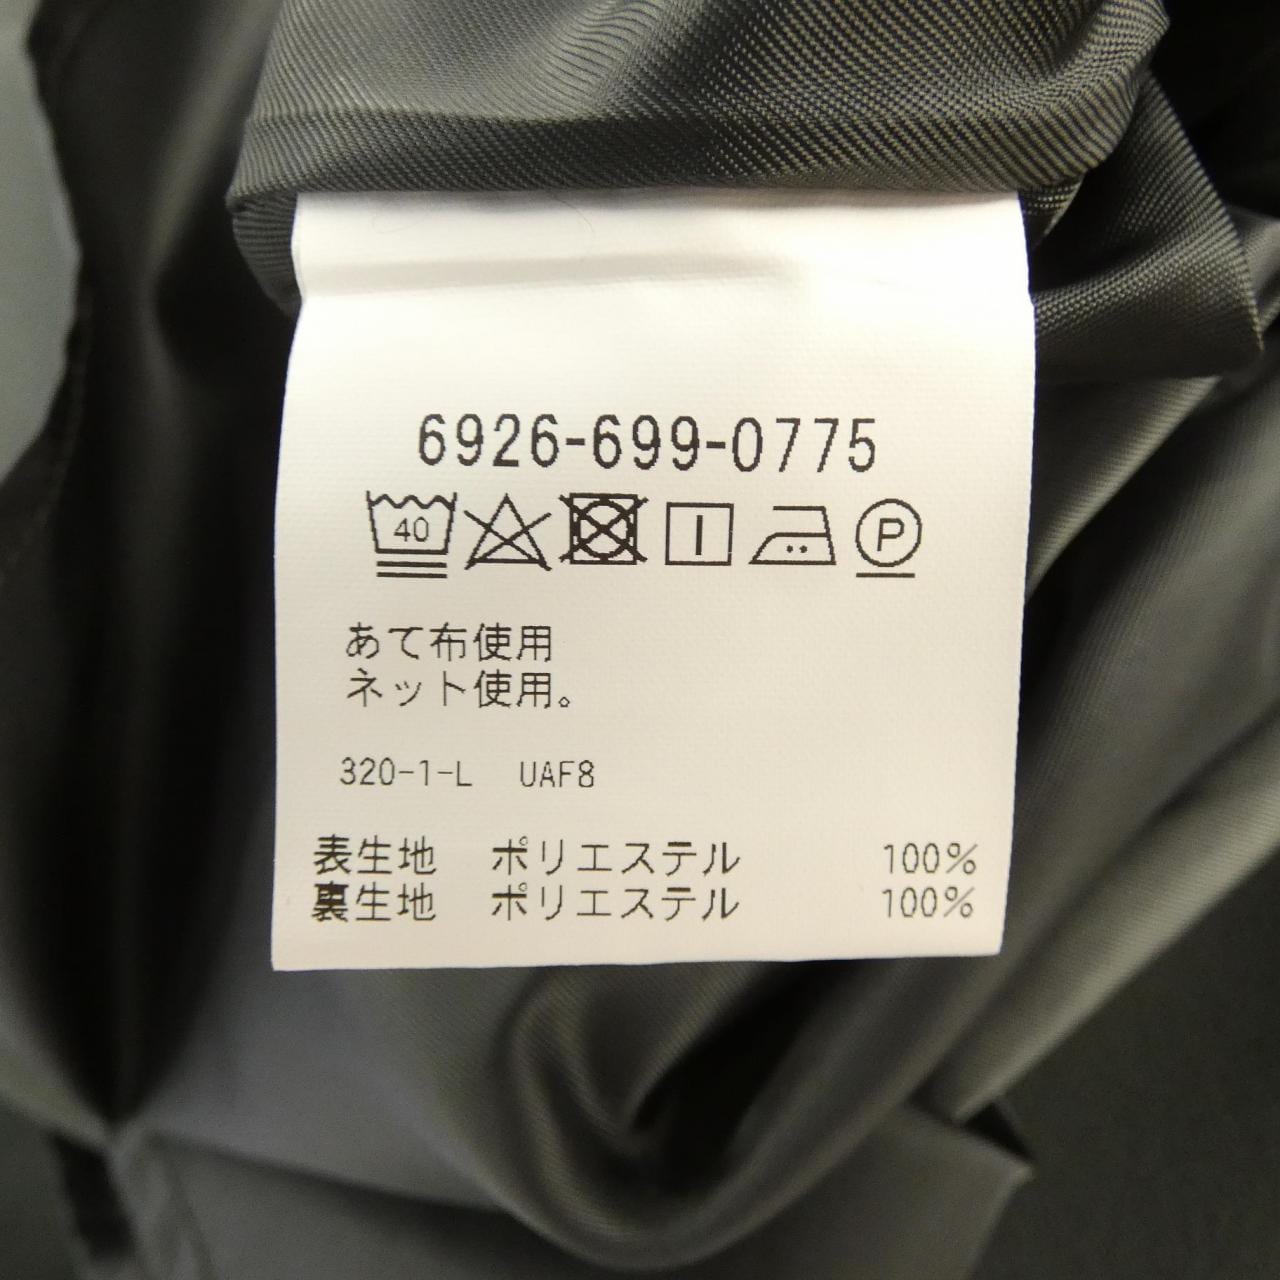 6926-699-0775
40 P
あて布使用
ネット使用。
320-1-L UAF8
表生地 ポリエステル 100%
裏生地 ポリエステル 100%